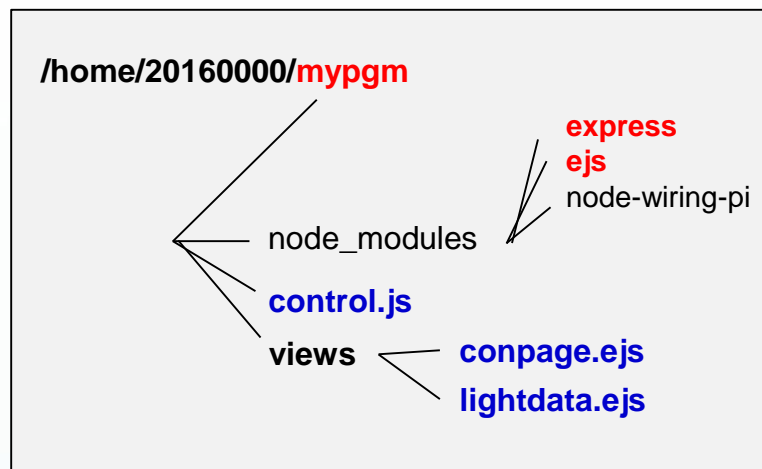 /home/20160000/mypgm
express
ejs
node-wiring-pi
node_modules
control.js
views
conpage.ejs
lightdata.ejs